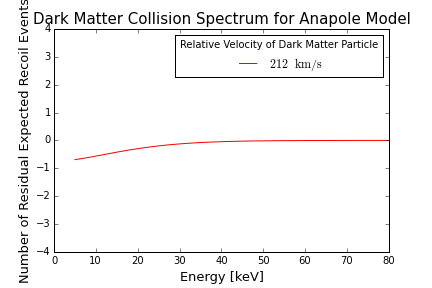 Dark Matter Collision Spectrum for Anapole Model
Number of Residual Expected Recoil Events
4
3
2
1
0
−1
−2
−3
−4
Relative Velocity of Dark Matter Particle
212 km/s
0 10 20 30 40 50 60 70 80
Energy [keV]